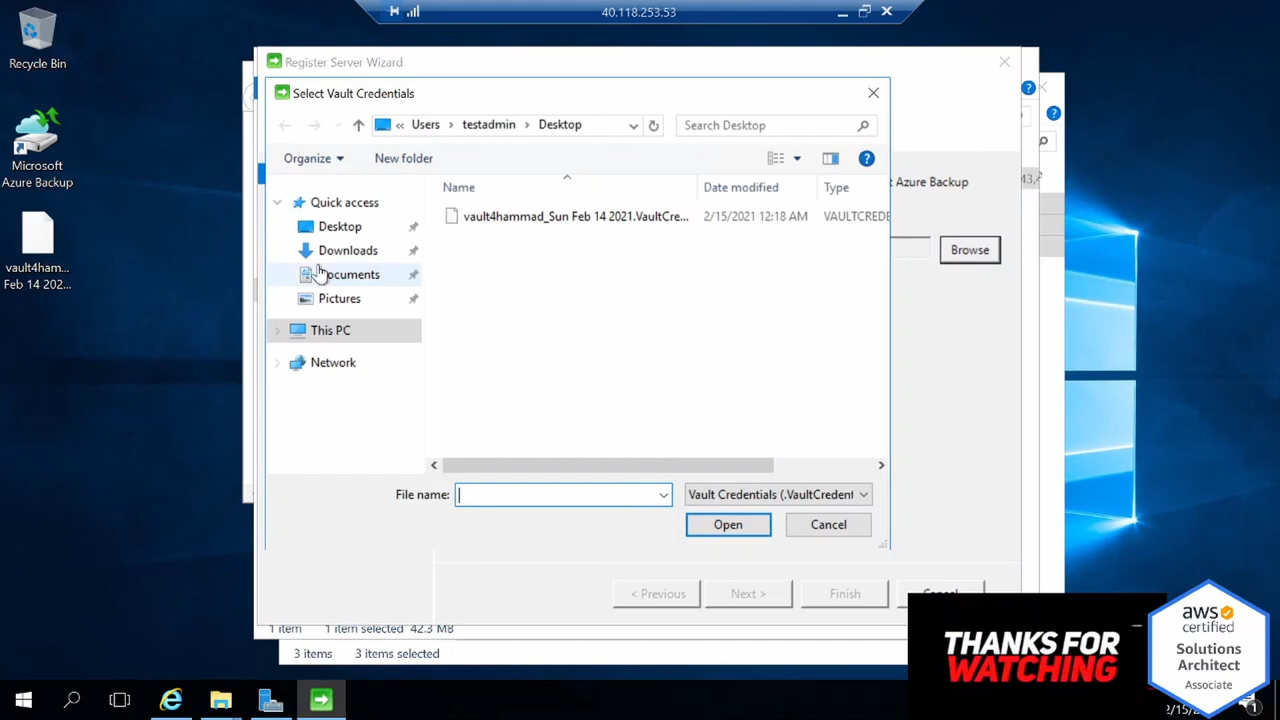 40.118.253.53
Recycle Bin
Microsoft
Azure Backup
vault4ham...
Feb 14 202...
Register Server Wizard
Select Vault Credentials
« Users > testadmin > Desktop
Search Desktop
Organize
New folder
Name
Date modified
Type
vault4hammad_Sun Feb 14 2021.VaultCre...
2/15/2021 12:18 AM
VAULTCREDE
Quick access
Desktop
Downloads
ocuments
Pictures
This PC
Network
t Azure Backup
Browse
File name:
Vault Credentials (.VaultCredent
Open
Cancel
< Previous
Next >
Finish
Cancel
1 item
1 item selected
42.3 MB
3 items
3 items selected
THANKS FOR
WATCHING
aws
certified
Solutions
Architect
Associate
1